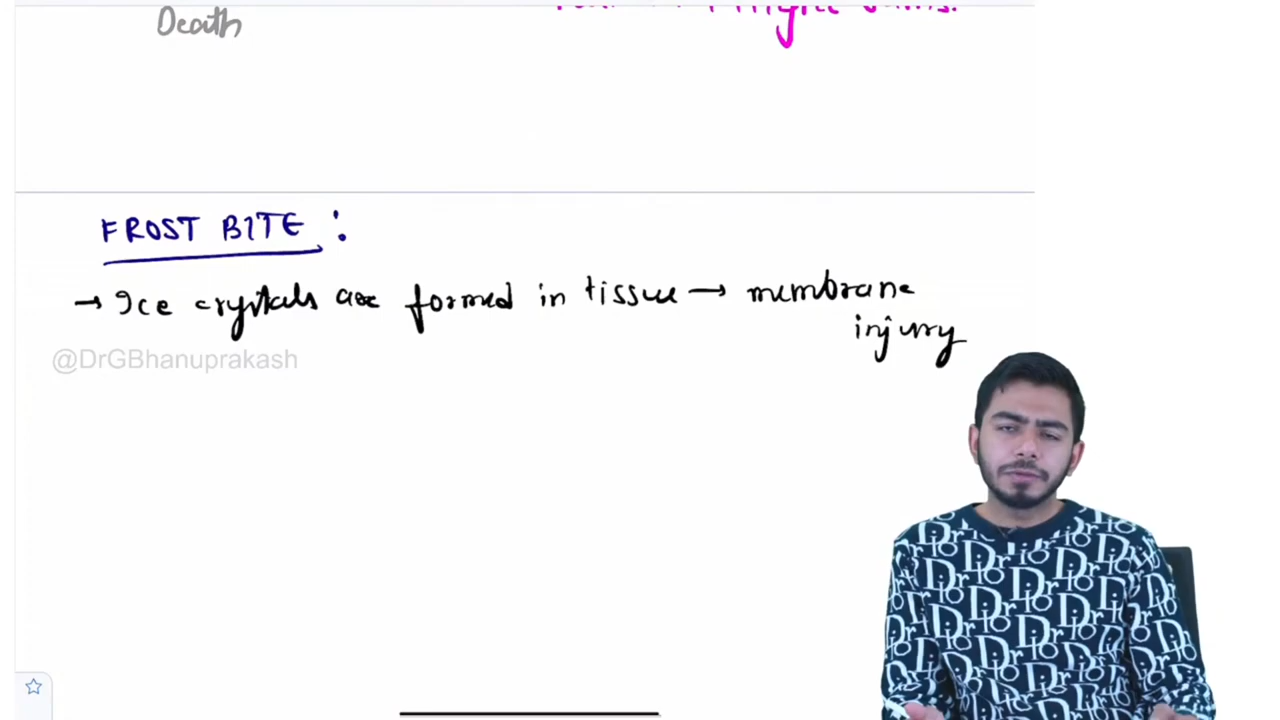 Death
FROST BITE :
→ Ice crystals are formed in tissue → membrane
injury
@DrGBhanuprakash